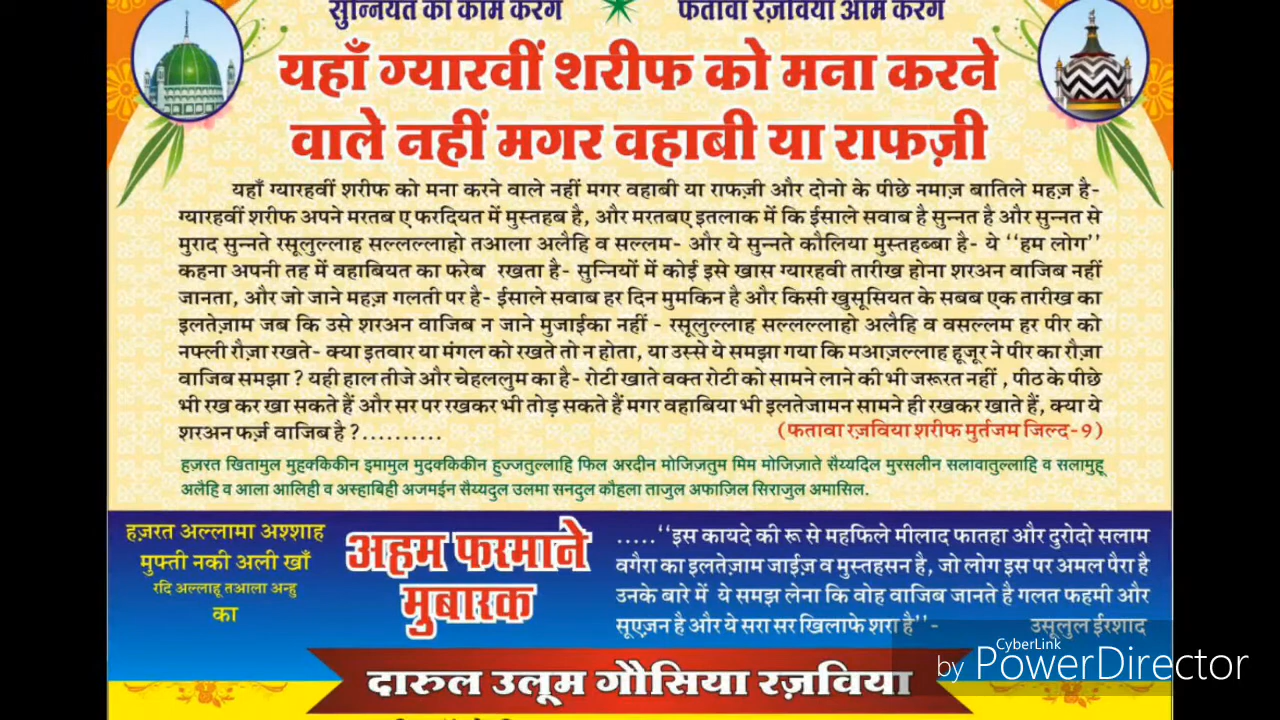 सुन्नियत का काम करेंगे फतावा रज़विया आम करेंगे
यहाँ ग्यारवीं शरीफ को मना करने
वाले नहीं मगर वहाबी या राफज़ी
यहाँ ग्यारहवीं शरीफ को मना करने वाले नहीं मगर वहाबी या राफज़ी और दोनो के पीछे नमाज़ बातिले महज़ है-
ग्यारहवीं शरीफ अपने मरतब ए फरदियत में मुस्तहब है, और मरतबए इतलाक में कि ईसाले सवाब है सुन्नत है और सुन्नत से
मुराद सुन्नते रसूलुल्लाह सल्लल्लाहो तआला अलैहि व सल्लम- और ये सुन्नते कौलिया मुस्तहब्बा है- ये ‘‘हम लोग’’
कहना अपनी तह में वहाबियत का फरेब रखता है- सुन्नियों में कोई इसे खास ग्यारहवी तारीख होना शरअन वाजिब नहीं
जानता, और जो जाने महज़ गलती पर है- ईसाले सवाब हर दिन मुमकिन है और किसी खुसूसियत के सबब एक तारीख का
इलतेज़ाम जब कि उसे शरअन वाजिब न जाने मुजाईका नहीं - रसूलुल्लाह सल्लल्लाहो अलैहि व वसल्लम हर पीर को
नफ्ली रौज़ा रखते- क्या इतवार या मंगल को रखते तो न होता, या उस्से ये समझा गया कि मआज़ल्लाह हूजूर ने पीर का रौज़ा
वाजिब समझा ? यही हाल तीजे और चेहल्लुम का है- रोटी खाते वक्त रोटी को सामने लाने की भी जरूरत नहीं , पीठ के पीछे
भी रख कर खा सकते हैं और सर पर रखकर भी तोड़ सकते हैं मगर वहाबिया भी इलतेजामन सामने ही रखकर खाते हैं, क्या ये
शरअन फर्ज़ वाजिब है ?.......... (फतावा रज़विया शरीफ मुर्तजम जिल्द-9)
हज़रत खितामुल मुहक्किकीन इमामुल मुदक्किकीन हुज्जतुल्लाहि फिल अरदीन मोजिज़तुम मिम मोजिज़ाते सैय्यदिल मुरसलीन सलावातुल्लाहि व सलामुहू
अलैहि व आला आलिही व अस्हाबिही अजमईन सैय्यदुल उलमा सनदुल कौहला ताजुल अफाज़िल सिराजुल अमासिल.
हज़रत अल्लामा अश्शाह
मुफ्ती नकी अली खाँ
रदि अल्लाहू तआला अन्हु
का
अहम फरमाने
मुबारक
.....‘‘इस कायदे की रू से महफिले मीलाद फातहा और दुरोदो सलाम
वगैरा का इलतेज़ाम जाईज़ व मुस्तहसन है, जो लोग इस पर अमल पैरा है
उनके बारे में ये समझ लेना कि वोह वाजिब जानते है गलत फहमी और
सूएज़न है और ये सरा सर खिलाफे शरा है’’- उसूलुल ईरशाद
दारुल उलूम गौसिया रज़विया
CyberLink
by PowerDirector